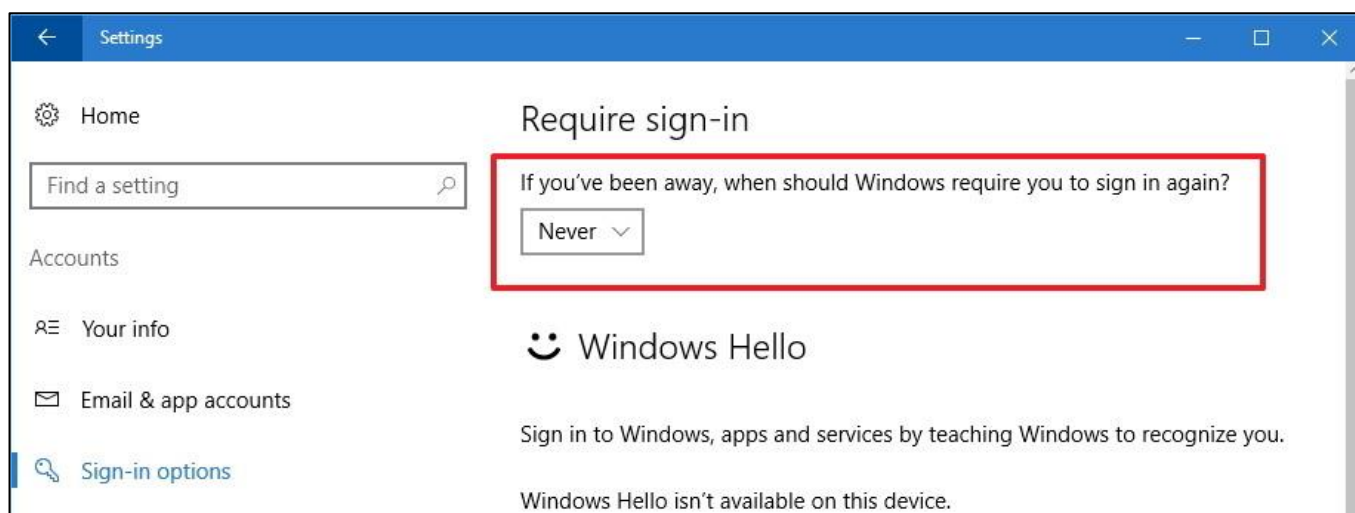 Settings
Home
Find a setting
Accounts
Your info
Email & app accounts
Sign-in options
Require sign-in
If you've been away, when should Windows require you to sign in again?
Never
Windows Hello
Sign in to Windows, apps and services by teaching Windows to recognize you.
Windows Hello isn't available on this device.